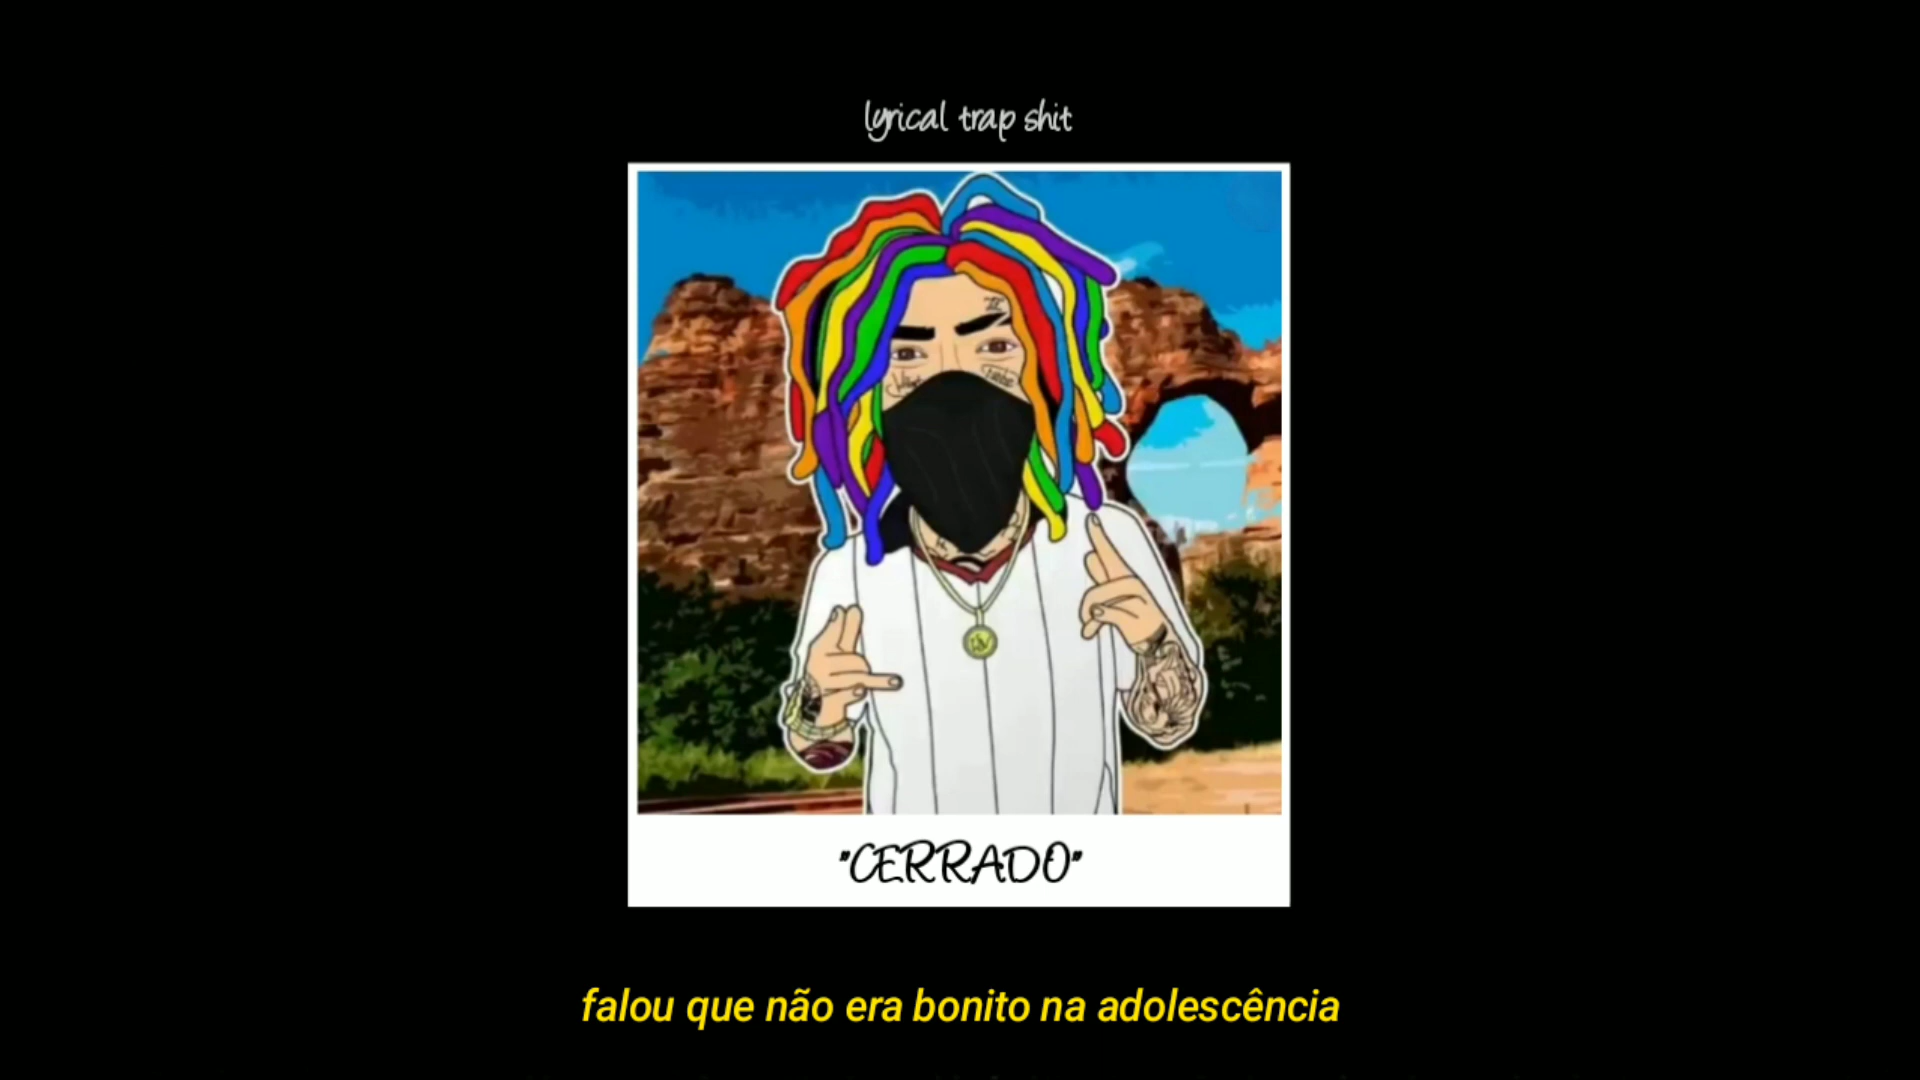 lyrical trap shit
"CERRADO"
falou que não era bonito na adolescência